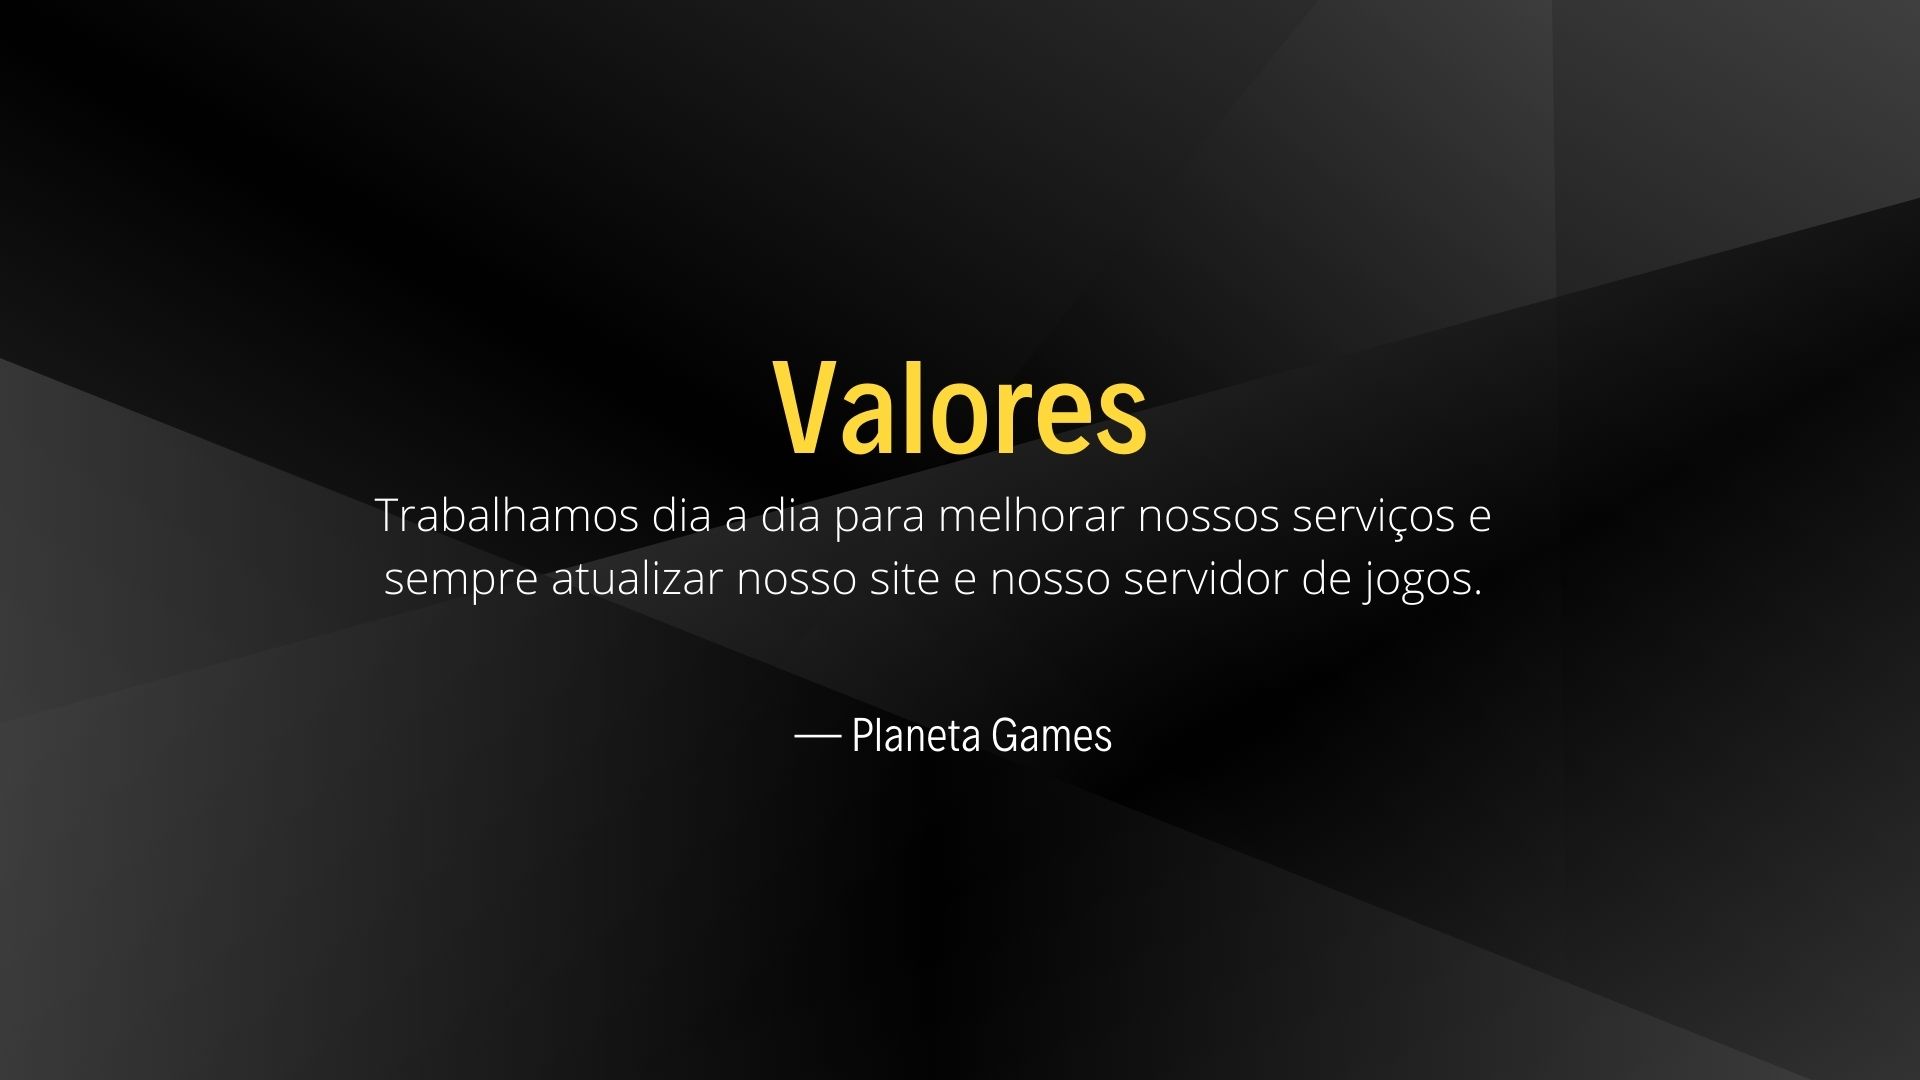 Valores
Trabalhamos dia a dia para melhorar nossos serviços e
sempre atualizar nosso site e nosso servidor de jogos.
— Planeta Games